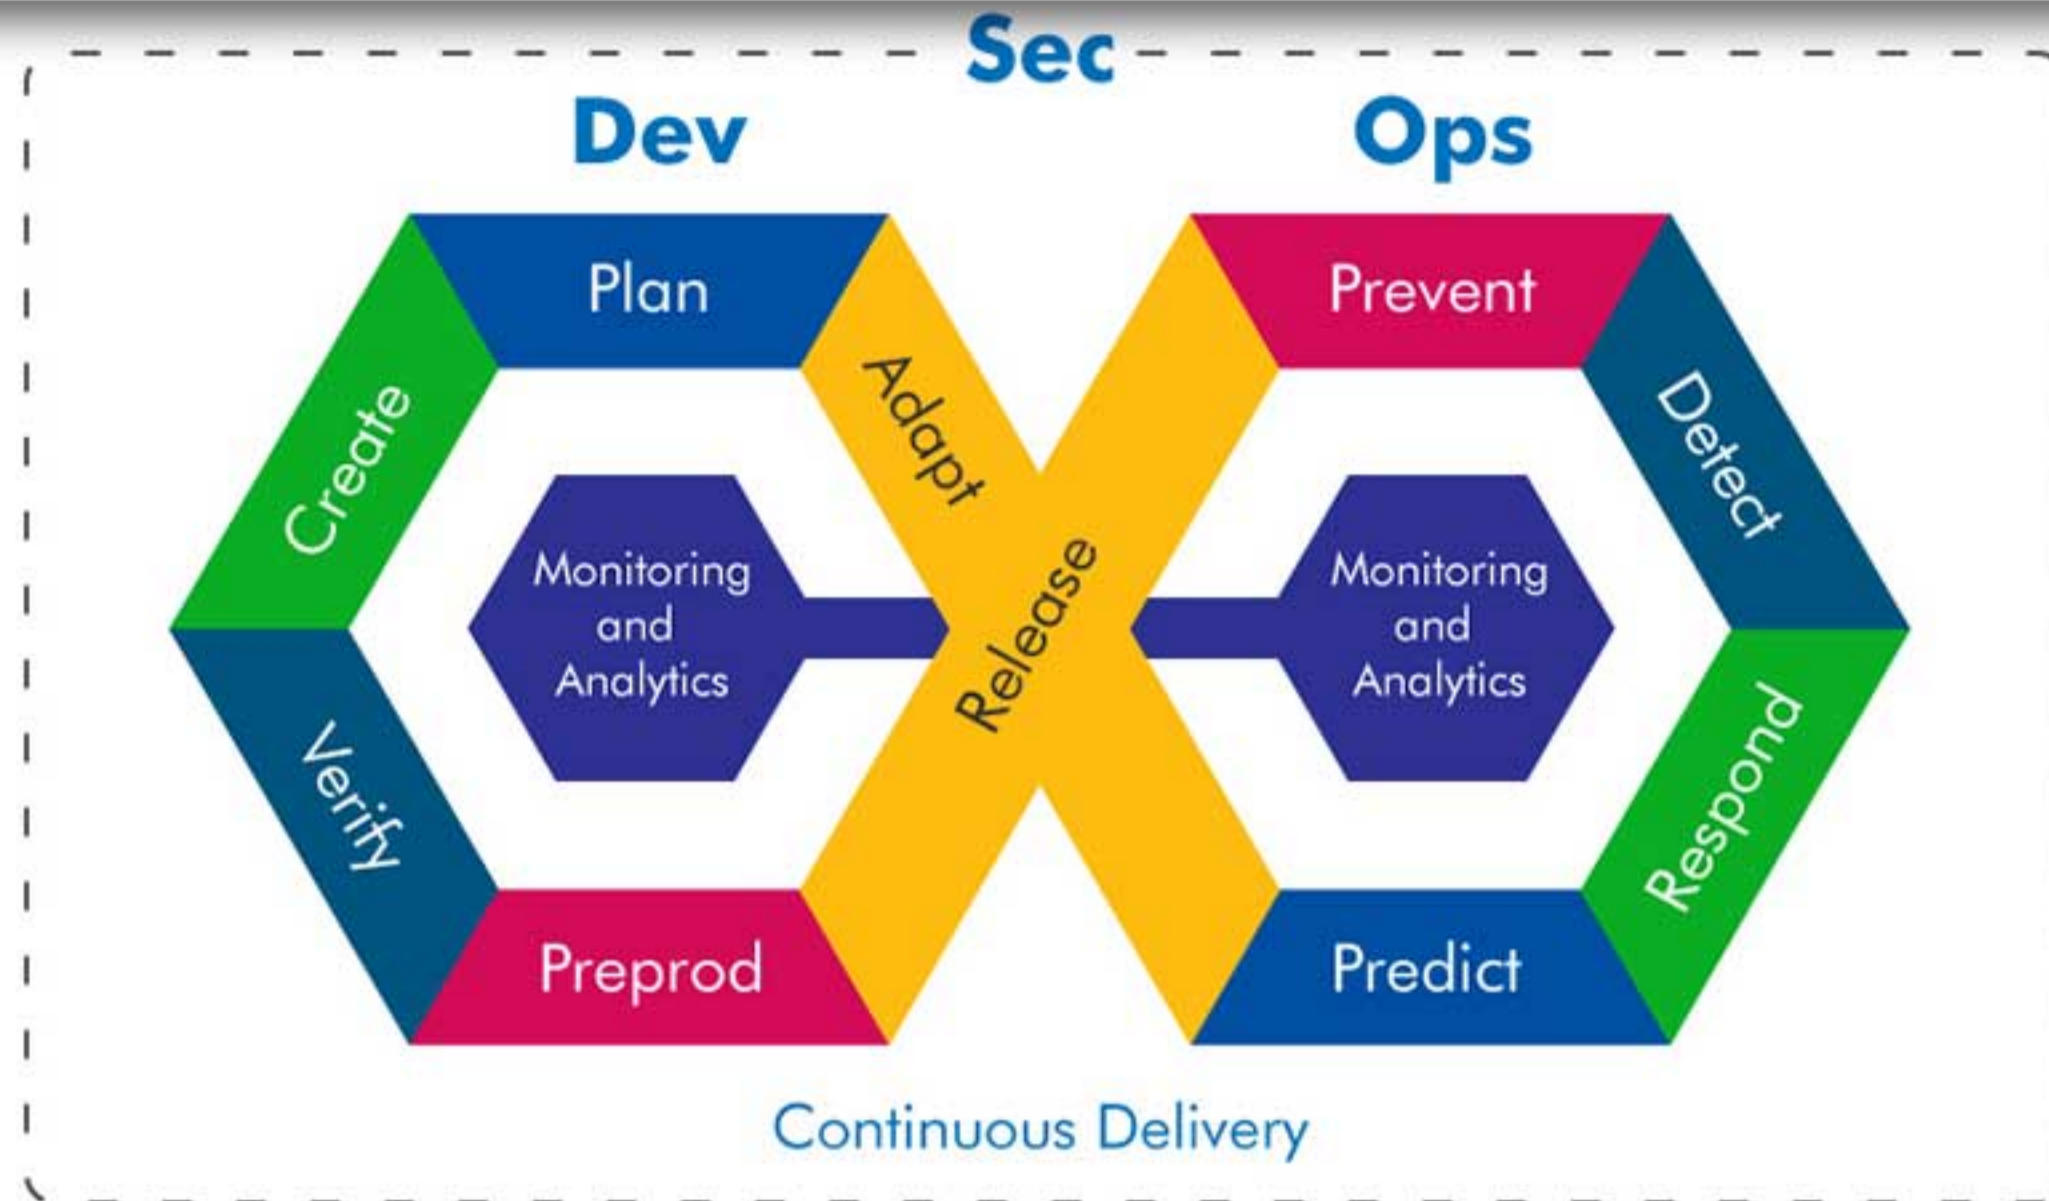 Sec
Dev
Ops
Plan
Prevent
Adapt
Create
Detect
Monitoring
and
Analytics
Monitoring
and
Analytics
Release
Verify
Respond
Preprod
Predict
Continuous Delivery